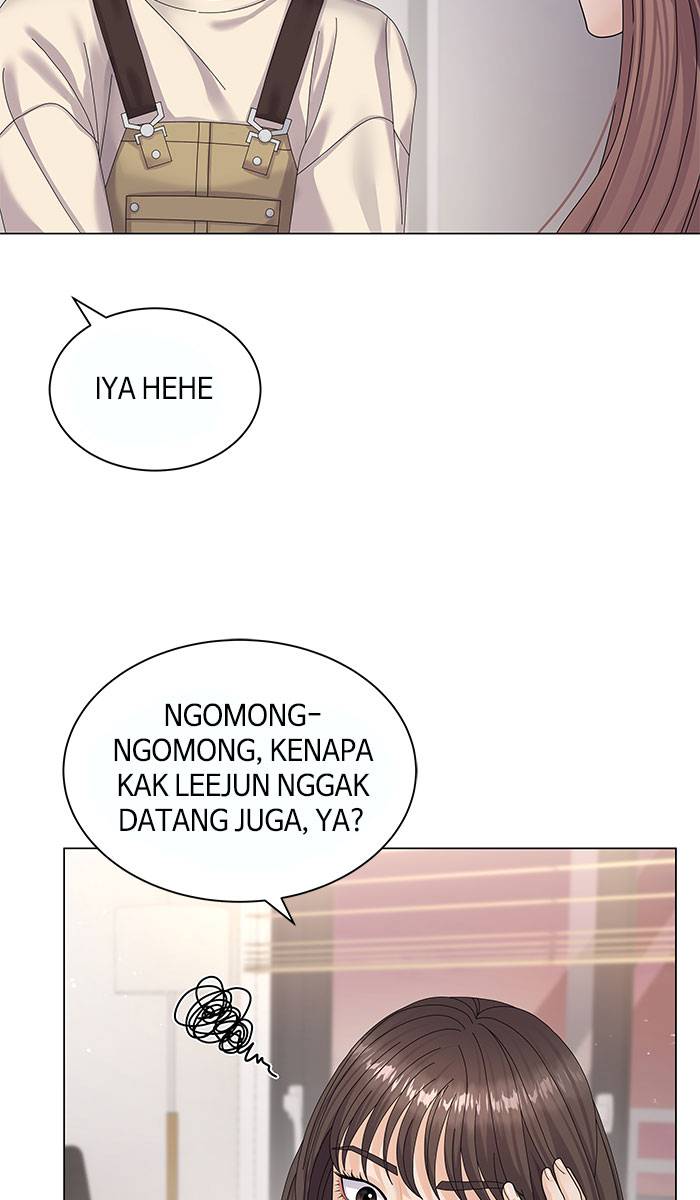 IYA HEHE
NGOMONG-
NGOMONG, KENAPA
KAK LEEJUN NGGAK
DATANG JUGA, YA?